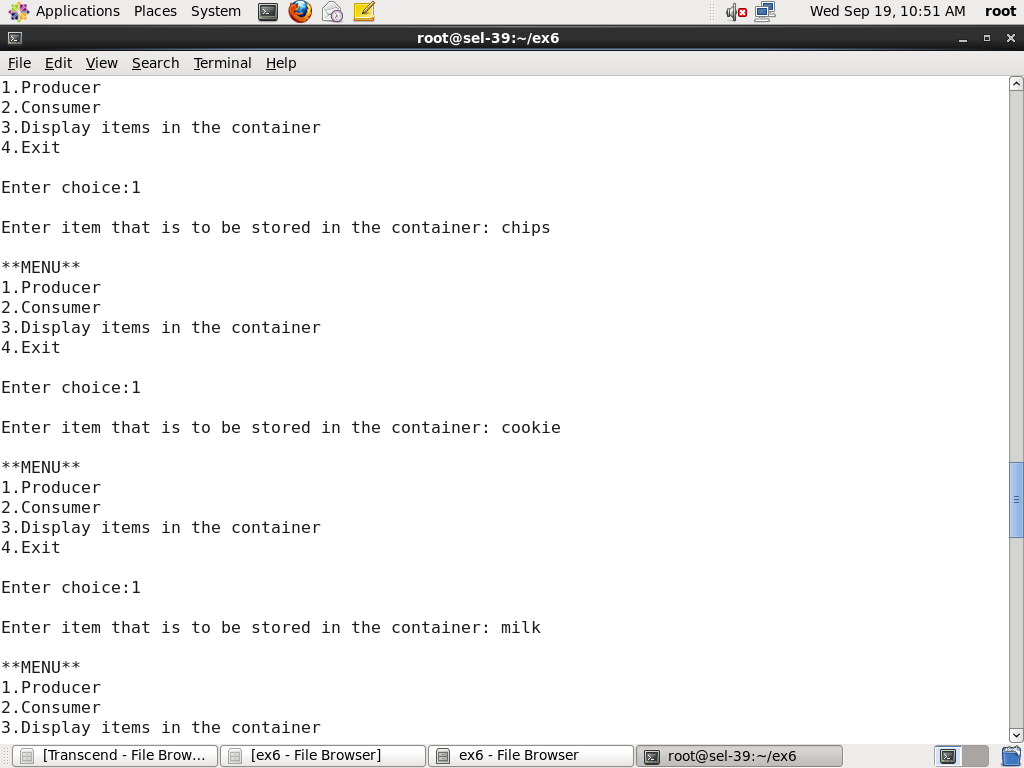 Applications Places System Wed Sep 19, 10:51 AM root
root@sel-39:~/ex6
File Edit View Search Terminal Help
1.Producer
2.Consumer
3.Display items in the container
4.Exit
Enter choice:1
Enter item that is to be stored in the container: chips
**MENU**
1.Producer
2.Consumer
3.Display items in the container
4.Exit
Enter choice:1
Enter item that is to be stored in the container: cookie
**MENU**
1.Producer
2.Consumer
3.Display items in the container
4.Exit
Enter choice:1
Enter item that is to be stored in the container: milk
**MENU**
1.Producer
2.Consumer
3.Display items in the container
[Transcend - File Brow... [ex6 - File Browser] ex6 - File Browser root@sel-39:~/ex6